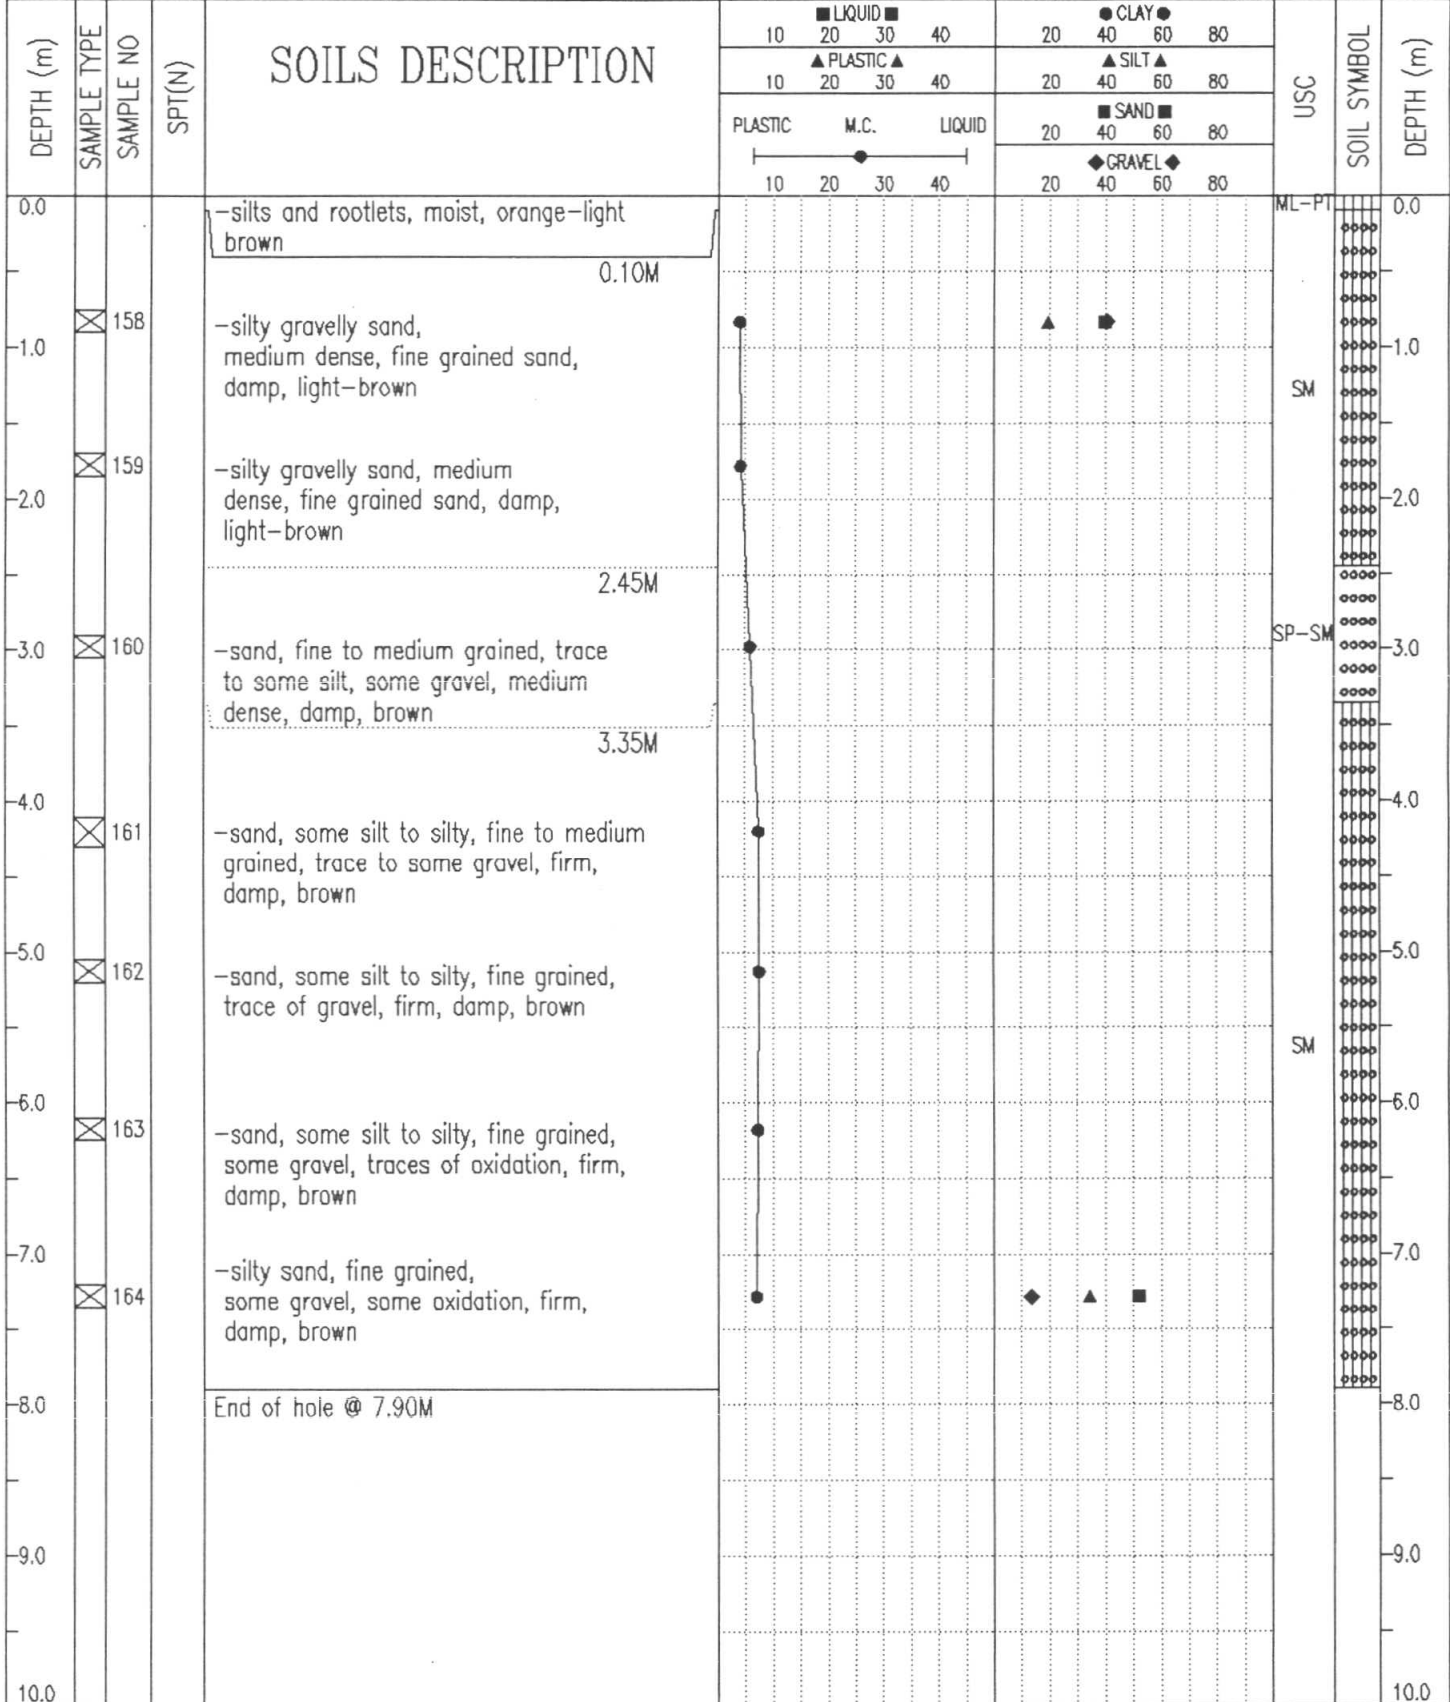 DEPTH (m)
SAMPLE TYPE
SAMPLE NO
SPT(N)
SOILS DESCRIPTION
■ LIQUID ■
10 20 30 40
▲ PLASTIC ▲
10 20 30 40
PLASTIC M.C. LIQUID
10 20 30 40
● CLAY ●
20 40 60 80
▲ SILT ▲
20 40 60 80
■ SAND ■
20 40 60 80
◆ GRAVEL ◆
20 40 60 80
USC
SOIL SYMBOL
DEPTH (m)
0.0
-silts and rootlets, moist, orange-light
brown
ML-PT
0.0
0.10M
158
-silty gravelly sand,
medium dense, fine grained sand,
damp, light-brown
-1.0
SM
-1.0
159
-silty gravelly sand, medium
dense, fine grained sand, damp,
light-brown
-2.0
-2.0
2.45M
-3.0
160
-sand, fine to medium grained, trace
to some silt, some gravel, medium
dense, damp, brown
SP-SM
-3.0
3.35M
-4.0
-4.0
161
-sand, some silt to silty, fine to medium
grained, trace to some gravel, firm,
damp, brown
-5.0
-5.0
162
-sand, some silt to silty, fine grained,
trace of gravel, firm, damp, brown
SM
-6.0
-6.0
163
-sand, some silt to silty, fine grained,
some gravel, traces of oxidation, firm,
damp, brown
-7.0
-7.0
164
-silty sand, fine grained,
some gravel, some oxidation, firm,
damp, brown
-8.0
End of hole @ 7.90M
-8.0
-9.0
-9.0
10.0
10.0